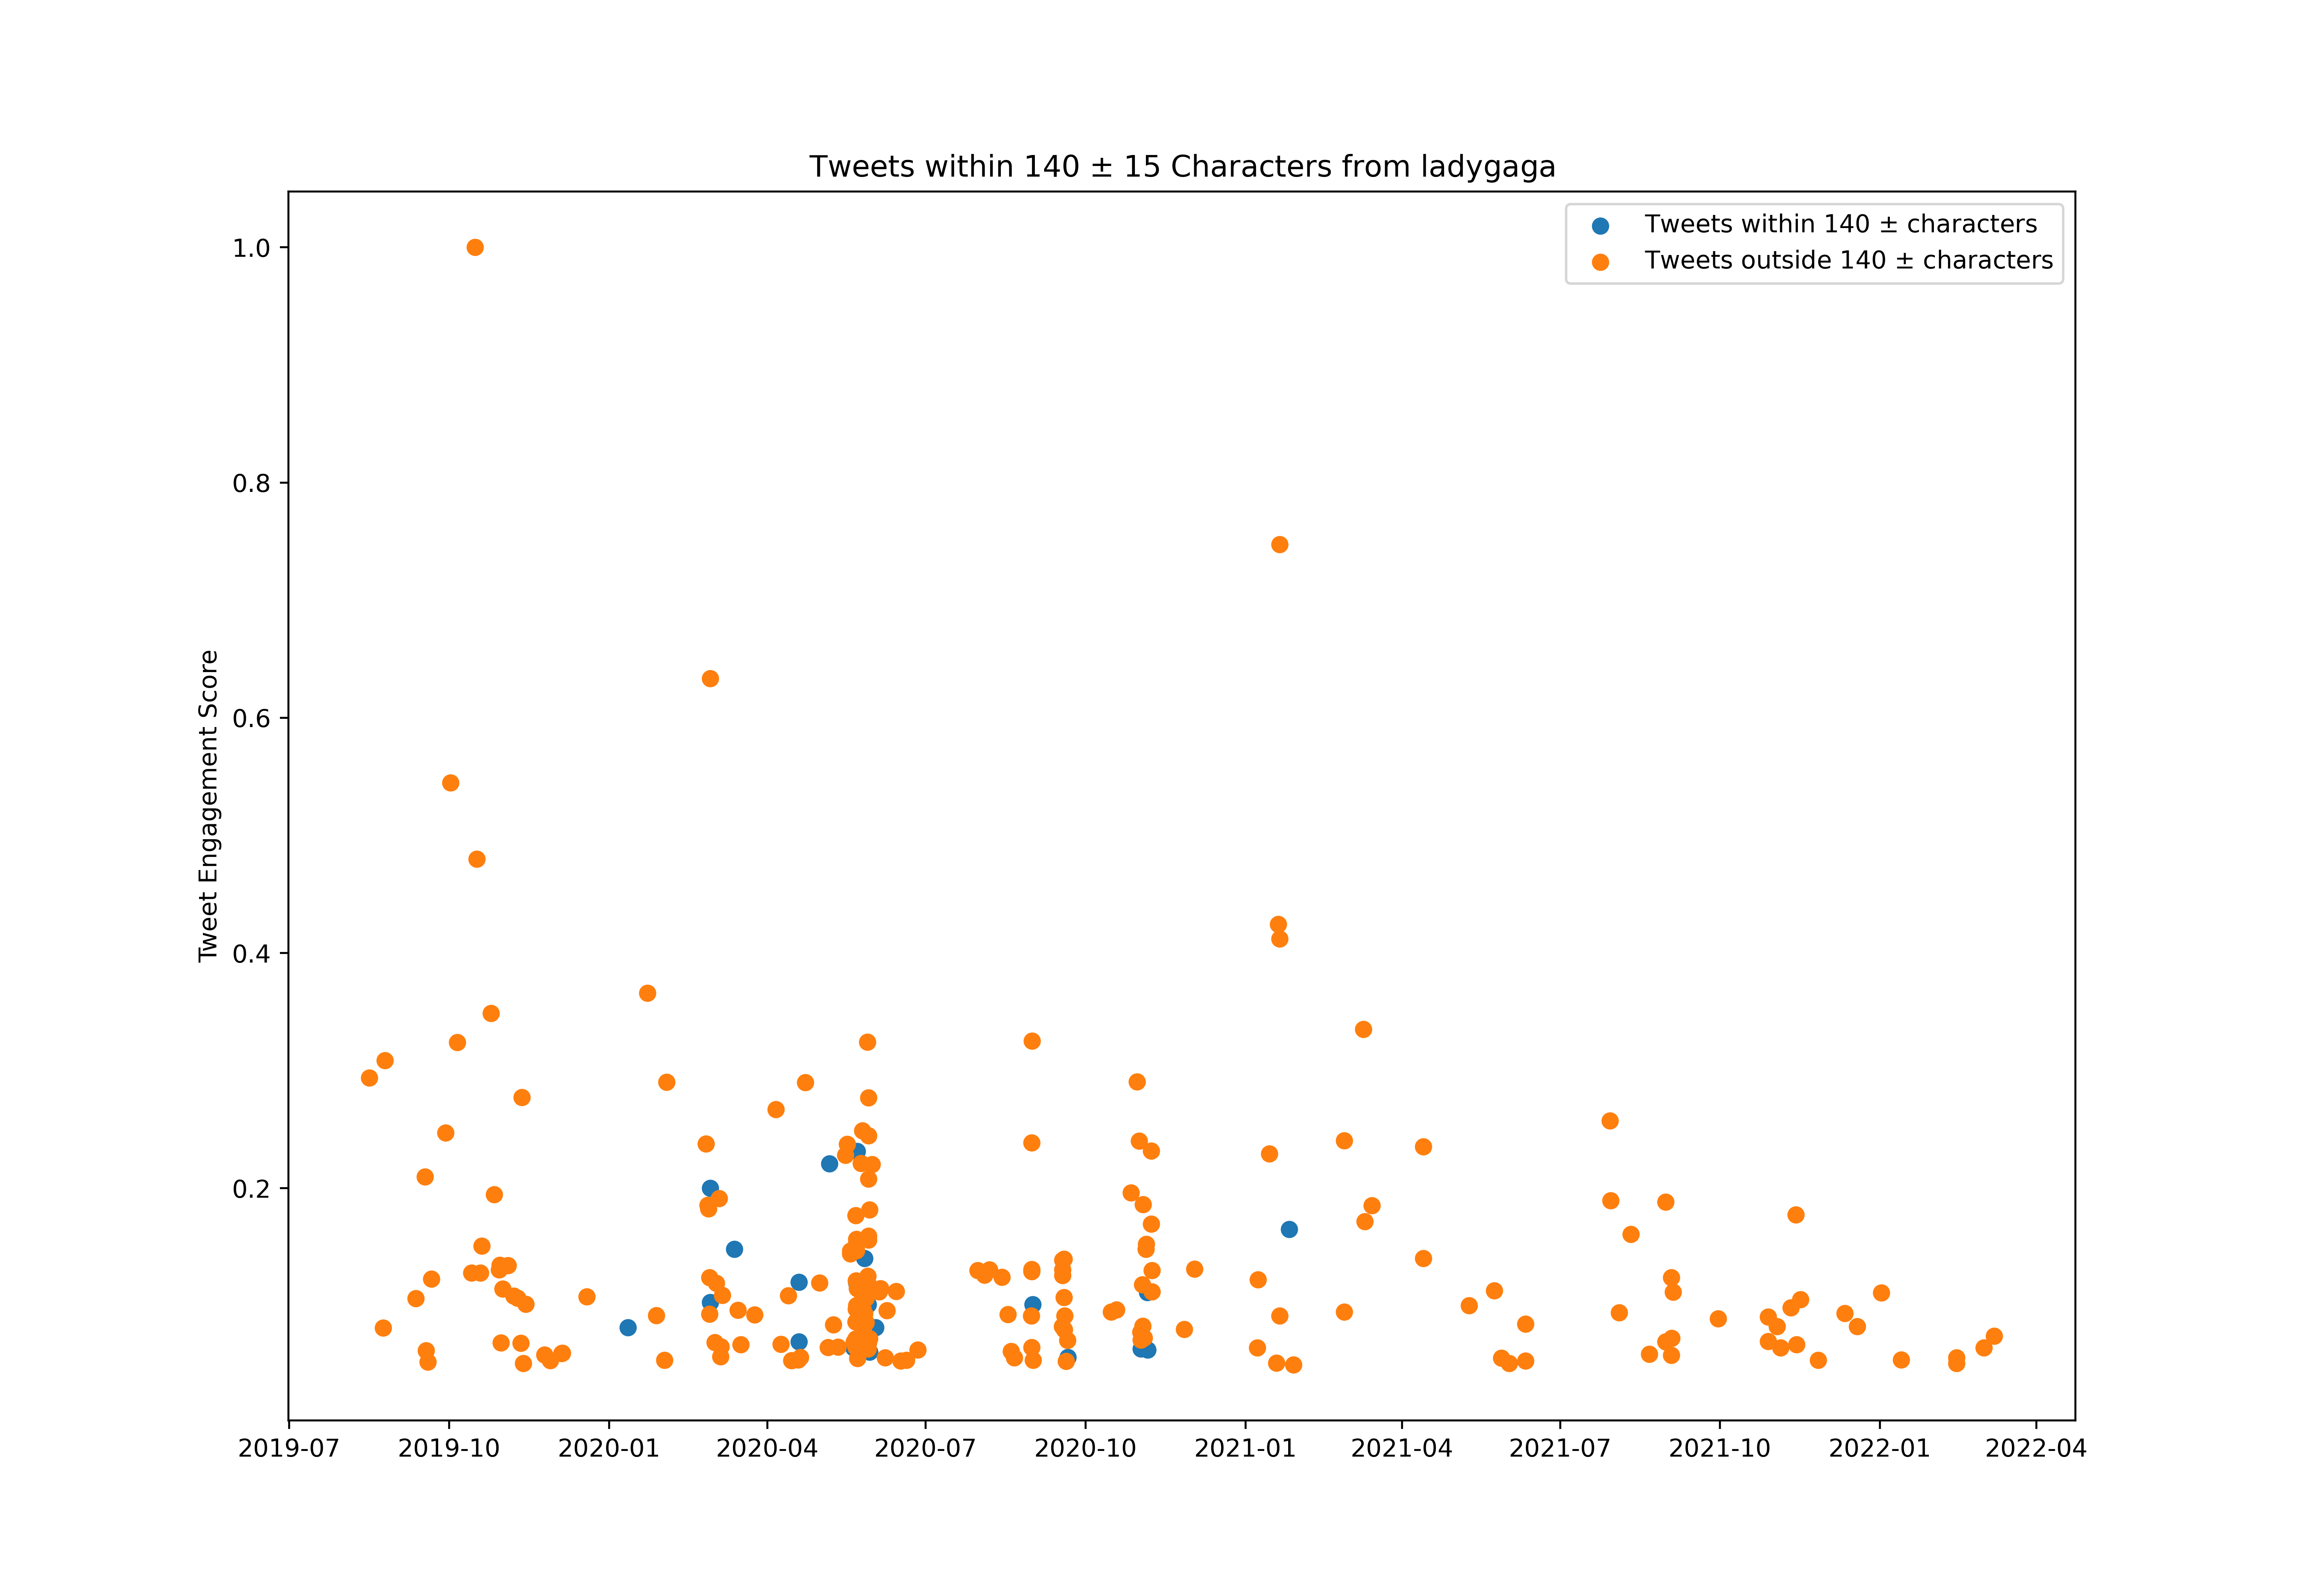 Tweets within 140 ± 15 Characters from ladygaga
Tweets within 140 ± characters
Tweets outside 140 ± characters
Tweet Engagement Score
1.0
0.8
0.6
0.4
0.2
2019-07 2019-10 2020-01 2020-04 2020-07 2020-10 2021-01 2021-04 2021-07 2021-10 2022-01 2022-04